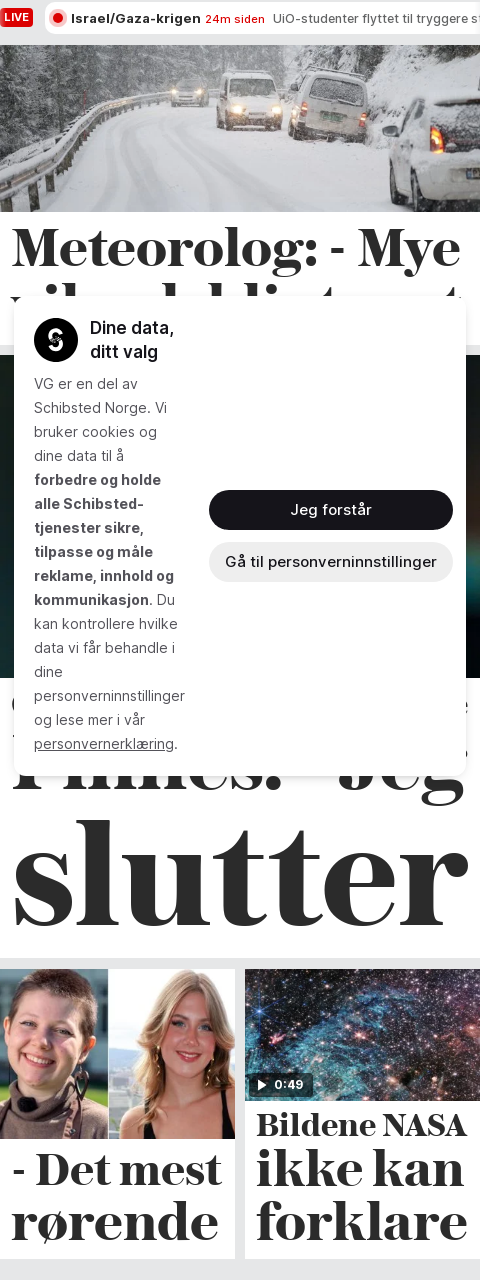 LIVE
Israel/Gaza-krigen 24m siden UiO-studenter flyttet til tryggere
Meteorolog: - Mye
Dine data,
ditt valg
VG er en del av
Schibsted Norge. Vi
bruker cookies og
dine data til å
forbedre og holde
alle Schibsted-
tjenester sikre,
tilpasse og måle
reklame, innhold og
kommunikasjon. Du
kan kontrollere hvilke
data vi får behandle i
dine
personverninnstillinger
og lese mer i vår
personvernerklæring.
Jeg forstår
Gå til personverninnstillinger
Jeg
slutter
- Det mest
rørende
0:49
Bildene NASA
ikke kan
forklare